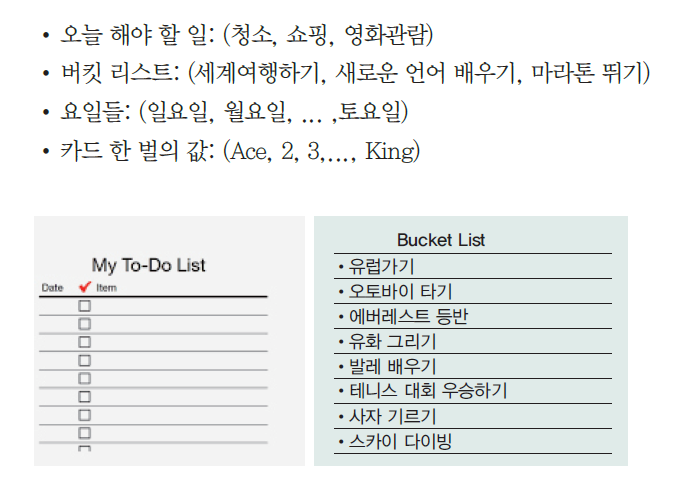 • 오늘 해야 할 일: (청소, 쇼핑, 영화관람)
• 버킷 리스트: (세계여행하기, 새로운 언어 배우기, 마라톤 뛰기)
• 요일들: (일요일, 월요일, ... ,토요일)
• 카드 한 벌의 값: (Ace, 2, 3,..., King)
My To-Do List
Date ✓ Item
Bucket List
• 유럽가기
• 오토바이 타기
• 에버레스트 등반
• 유화 그리기
• 발레 배우기
• 테니스 대회 우승하기
• 사자 기르기
• 스카이 다이빙